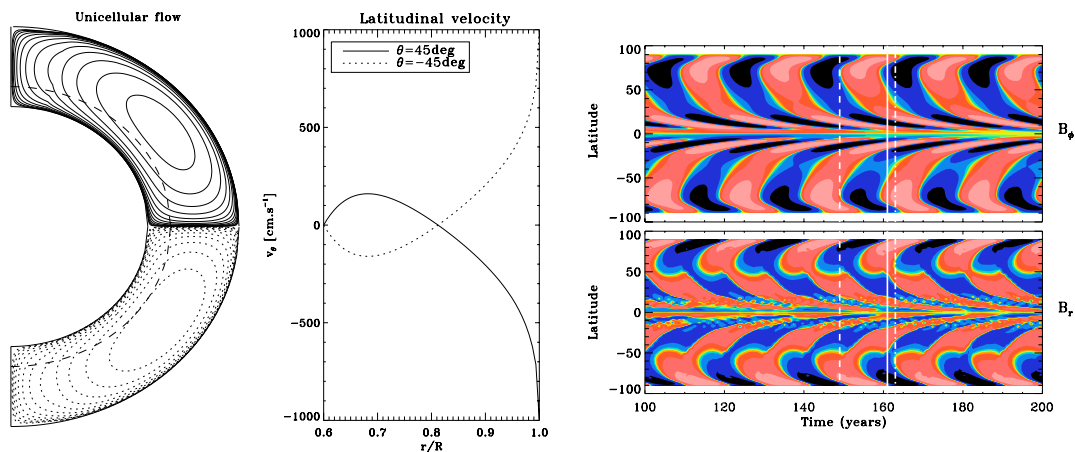 Unicellular flow
Latitudinal velocity
θ=45deg
θ=−45deg
1000
500
0
−500
−1000
v_θ [cm.s⁻¹]
0.6 0.7 0.8 0.9 1.0
r/R
100
50
0
−50
−100
Latitude
B_ϕ
100
50
0
−50
−100
Latitude
B_r
100 120 140 160 180 200
Time (years)